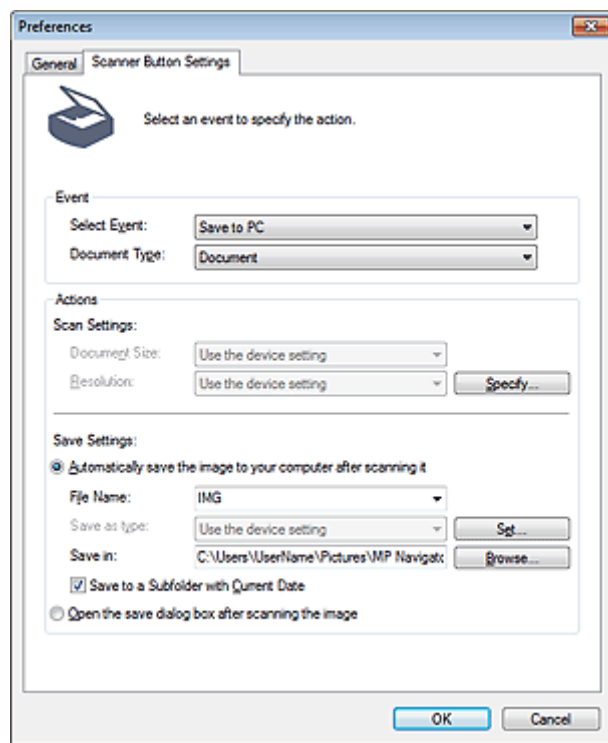 Preferences
General Scanner Button Settings
Select an event to specify the action.
Event
Select Event: Save to PC
Document Type: Document
Actions
Scan Settings:
Document Size: Use the device setting
Resolution: Use the device setting Specify...
Save Settings:
Automatically save the image to your computer after scanning it
File Name: IMG
Save as type: Use the device setting Set...
Save in: C:\Users\UserName\Pictures\MP Navigato Browse...
Save to a Subfolder with Current Date
Open the save dialog box after scanning the image
OK Cancel